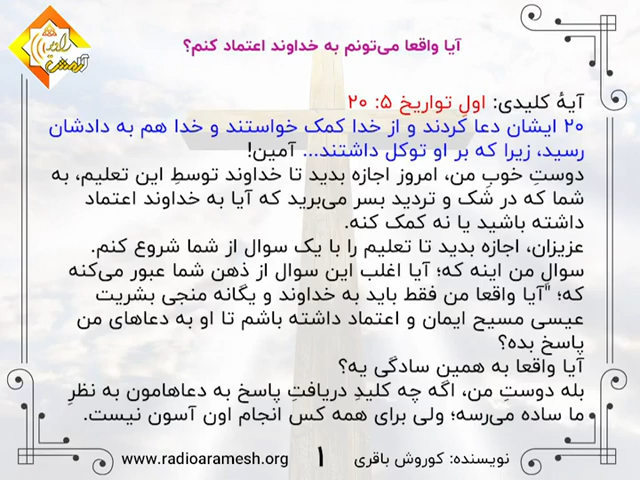 راز
آرامش
آیا واقعا می‌تونم به خداوند اعتماد کنم؟
آیهٔ کلیدی: اولِ تواریخ ۵: ۲۰
۲۰ ایشان دعا کردند و از خدا کمک خواستند و خدا هم به دادشان
رسید، زیرا که بر او توکل داشتند... آمین!
دوستِ خوبِ من، امروز اجازه بدید تا خداوند توسطِ این تعلیم، به
شما که در شک و تردید بسر می‌برید که آیا به خداوند اعتماد
داشته باشید یا نه کمک کنه.
عزیزان، اجازه بدید تا تعلیم را با یک سوال از شما شروع کنم.
سوالِ من اینه که؛ آیا اغلب این سوال از ذهن شما عبور می‌کنه
که؛ "آیا واقعا من فقط باید به خداوند و یگانه منجی بشریت
عیسی مسیح ایمان و اعتماد داشته باشم تا او به دعاهای من
پاسخ بده؟
آیا واقعا به همین سادگی یه؟
بله دوستِ من، اگه چه کلیدِ دریافتِ پاسخ به دعاهامون به نظرِ
ما ساده می‌رسه؛ ولی برای همه کس انجام اون آسون نیست.
نویسنده: کوروش باقری
۱
www.radioaramesh.org